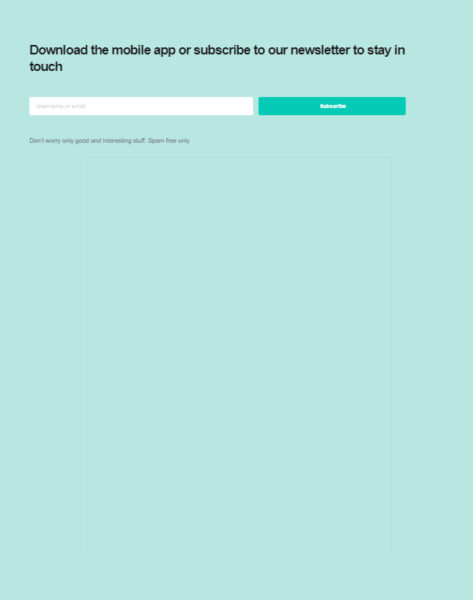 Download the mobile app or subscribe to our newsletter to stay in
touch
Username or email
Subscribe
Don't worry only good and interesting stuff. Spam free only